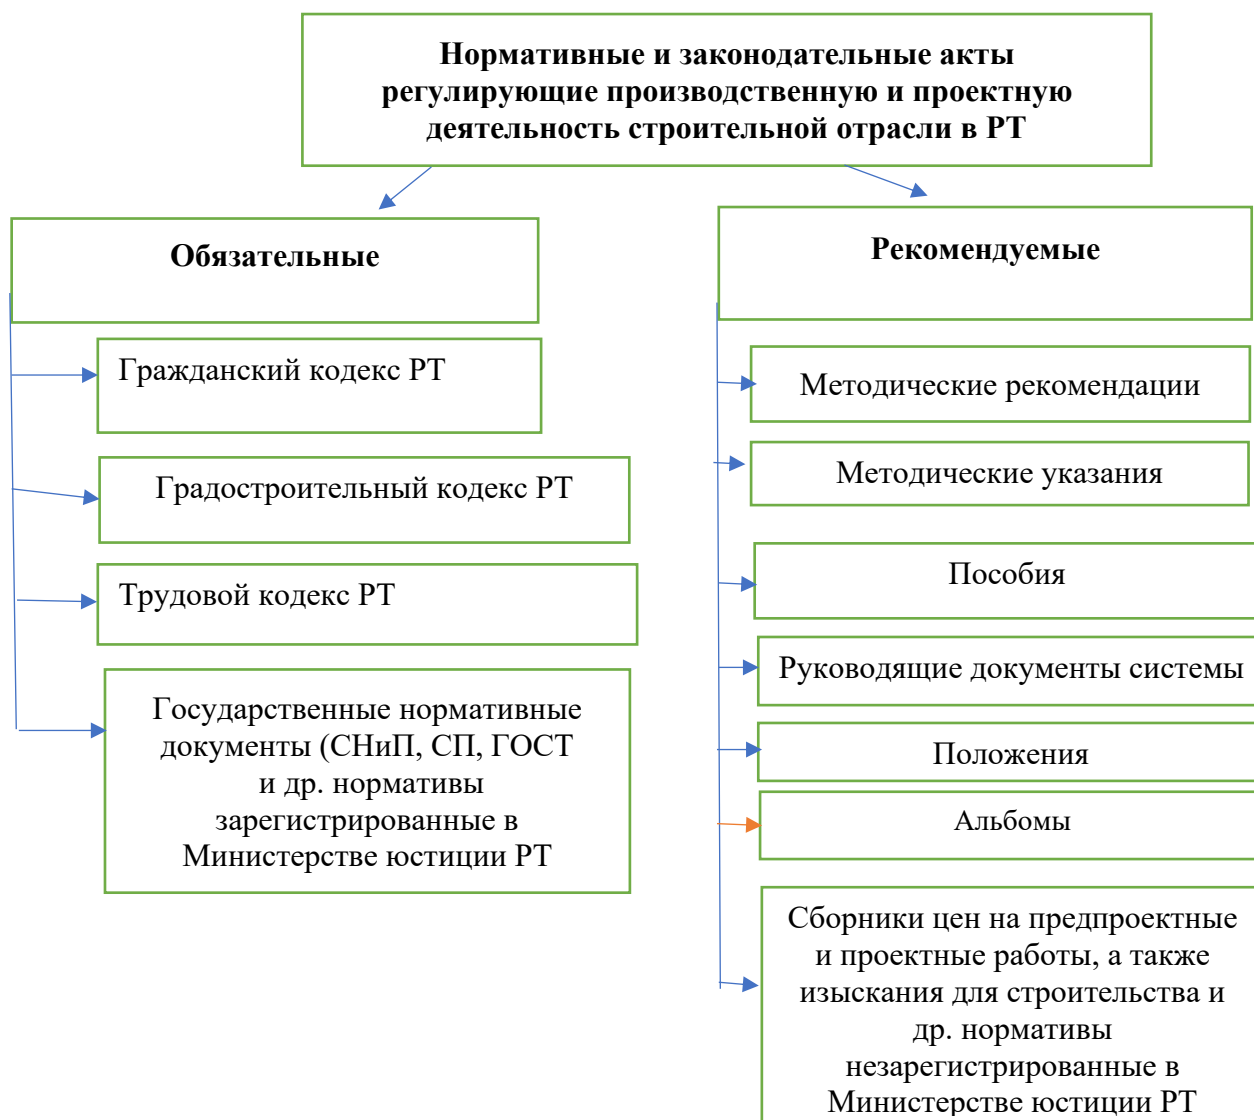 Нормативные и законодательные акты
регулирующие производственную и проектную
деятельность строительной отрасли в РТ
Обязательные
Гражданский кодекс РТ
Градостроительный кодекс РТ
Трудовой кодекс РТ
Государственные нормативные
документы (СНиП, СП, ГОСТ
и др. нормативы
зарегистрированные в
Министерстве юстиции РТ
Рекомендуемые
Методические рекомендации
Методические указания
Пособия
Руководящие документы системы
Положения
Альбомы
Сборники цен на предпроектные
и проектные работы, а также
изыскания для строительства и
др. нормативы
незарегистрированные в
Министерстве юстиции РТ